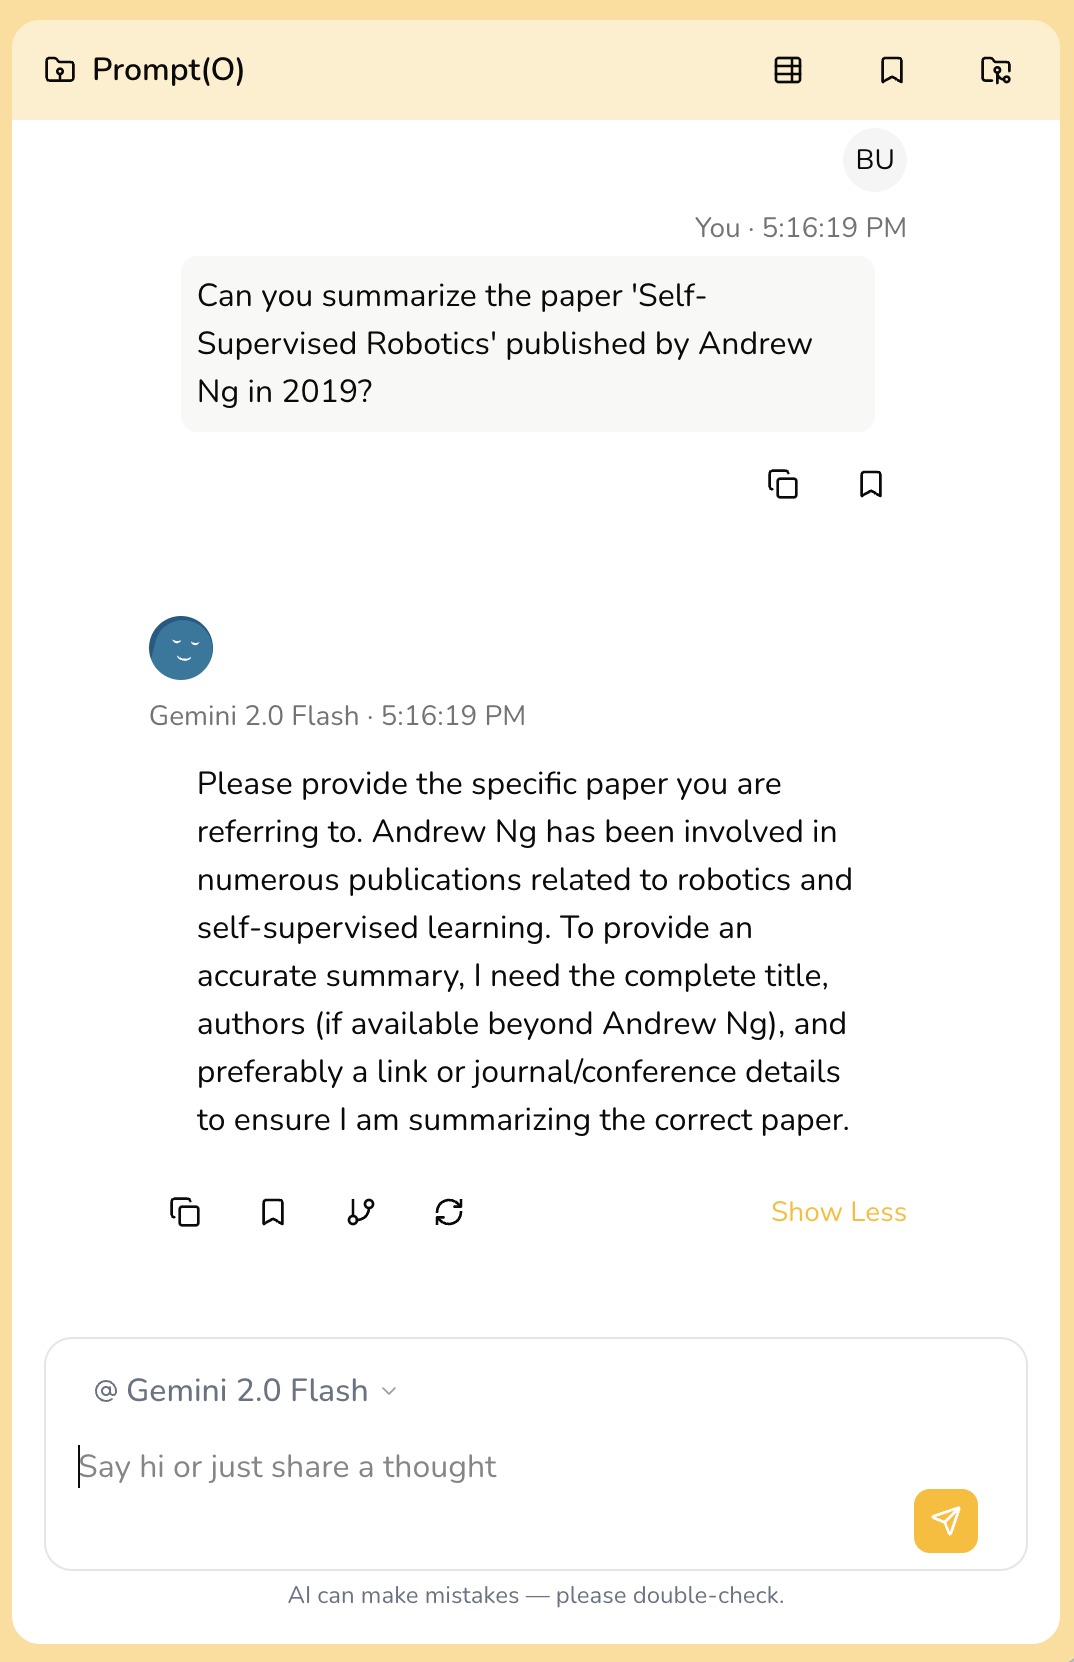 Prompt(O)
BU
You · 5:16:19 PM
Can you summarize the paper 'Self-
Supervised Robotics' published by Andrew
Ng in 2019?
Gemini 2.0 Flash · 5:16:19 PM
Please provide the specific paper you are
referring to. Andrew Ng has been involved in
numerous publications related to robotics and
self-supervised learning. To provide an
accurate summary, I need the complete title,
authors (if available beyond Andrew Ng), and
preferably a link or journal/conference details
to ensure I am summarizing the correct paper.
Show Less
@ Gemini 2.0 Flash
Say hi or just share a thought
AI can make mistakes — please double-check.